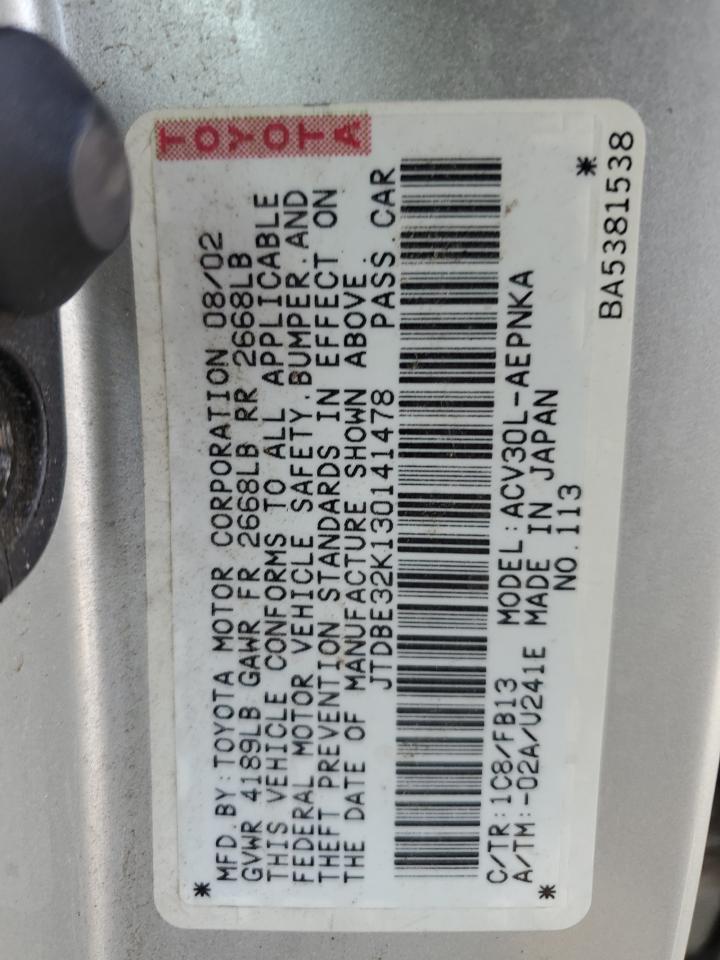 TOYOTA
MFD.BY:TOYOTA MOTOR CORPORATION 08/02
GVWR 4189LB GAWR FR 2668LB RR 2668LB
THIS VEHICLE CONFORMS TO ALL APPLICABLE
FEDERAL MOTOR VEHICLE SAFETY,BUMPER,AND
THEFT PREVENTION STANDARDS IN EFFECT ON
THE DATE OF MANUFACTURE SHOWN ABOVE.
JTDBE32K130141478 PASS.CAR
C/TR:1C8/FB13 MODEL:ACV30L-AEPNKA
A/TM:-02A/U241E MADE IN JAPAN
NO.113
BA5381538